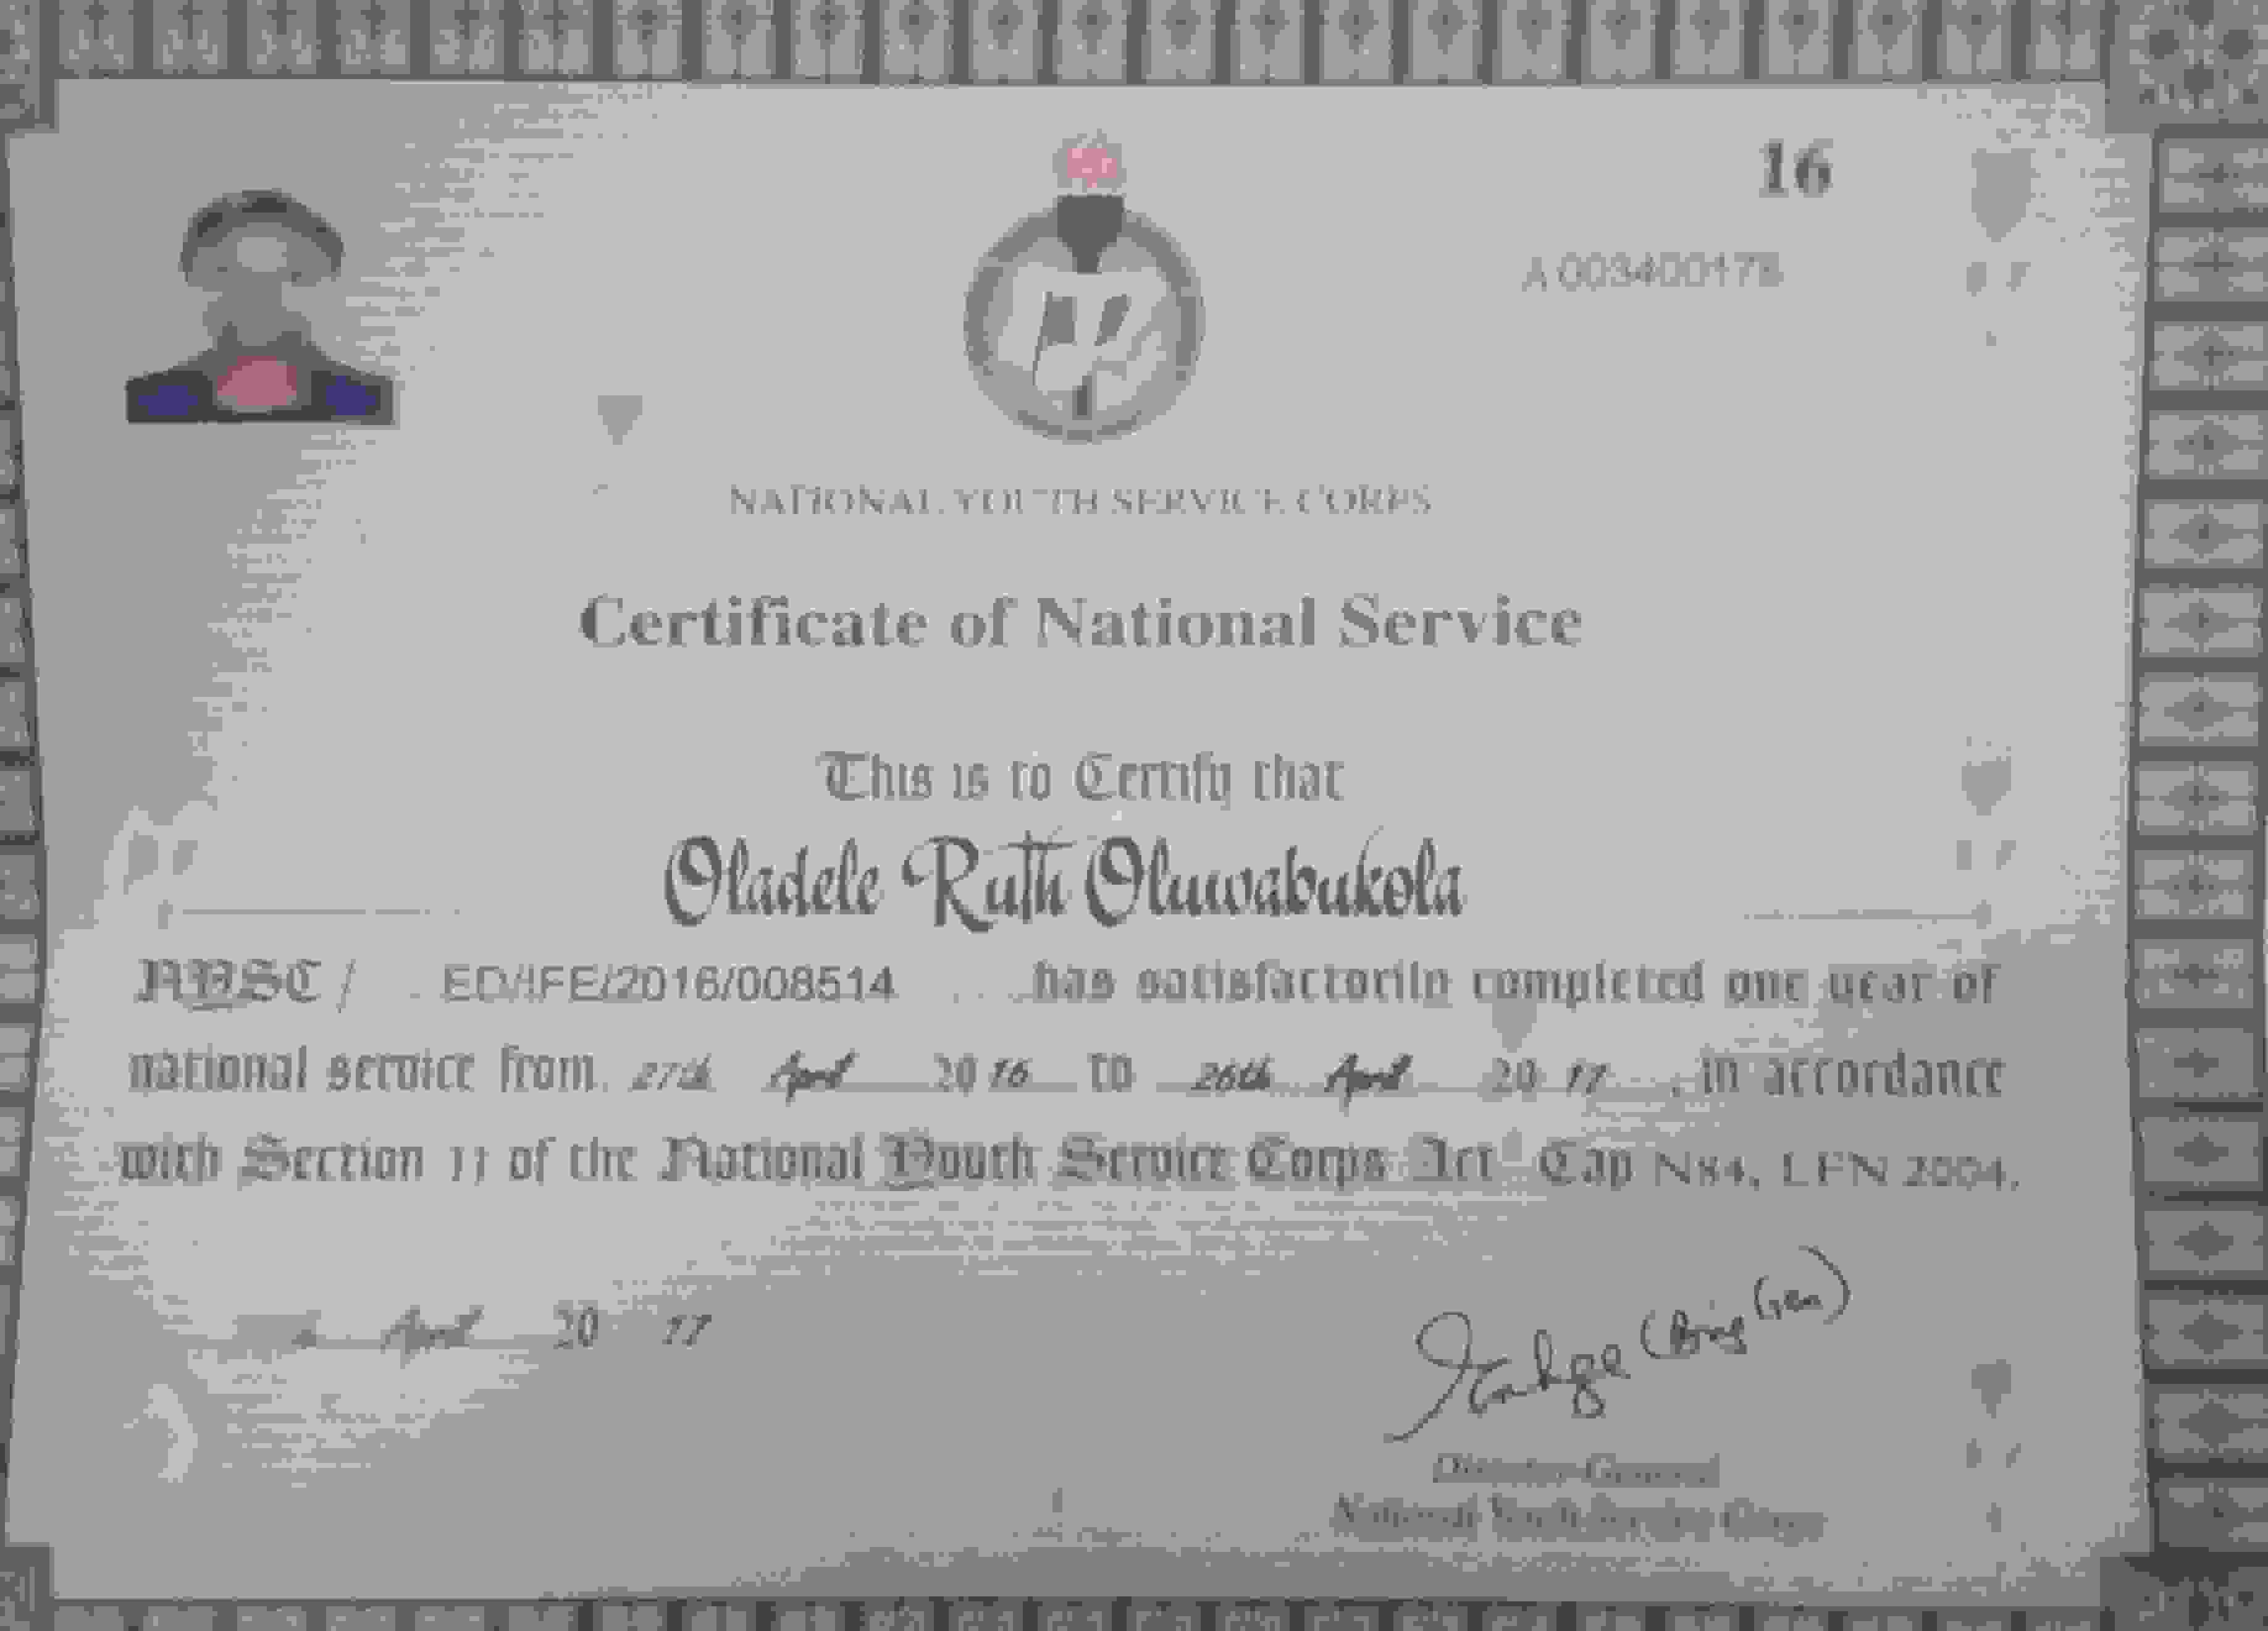 16
A003400178
NATIONAL YOUTH SERVICE CORPS
Certificate of National Service
This is to Certify that
Oladele Ruth Oluwabukola
NYSC / ED/IFE/2016/008514 has satisfactorily completed one year of
national service from 27th April 2016 to 26th April 2017, in accordance
with Section 11 of the National Youth Service Corps Act Cap N84, LFN 2004.
April 2017
(Brig Gen)
Director-General
National Youth Service Corps